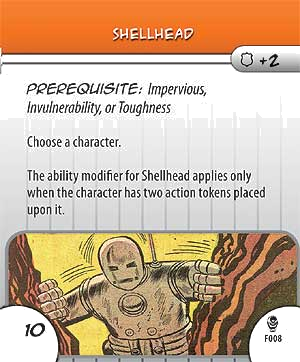 SHELLHEAD
+2
PREREQUISITE: Impervious,
Invulnerability, or Toughness
Choose a character.
The ability modifier for Shellhead applies only
when the character has two action tokens placed
upon it.
10
F008